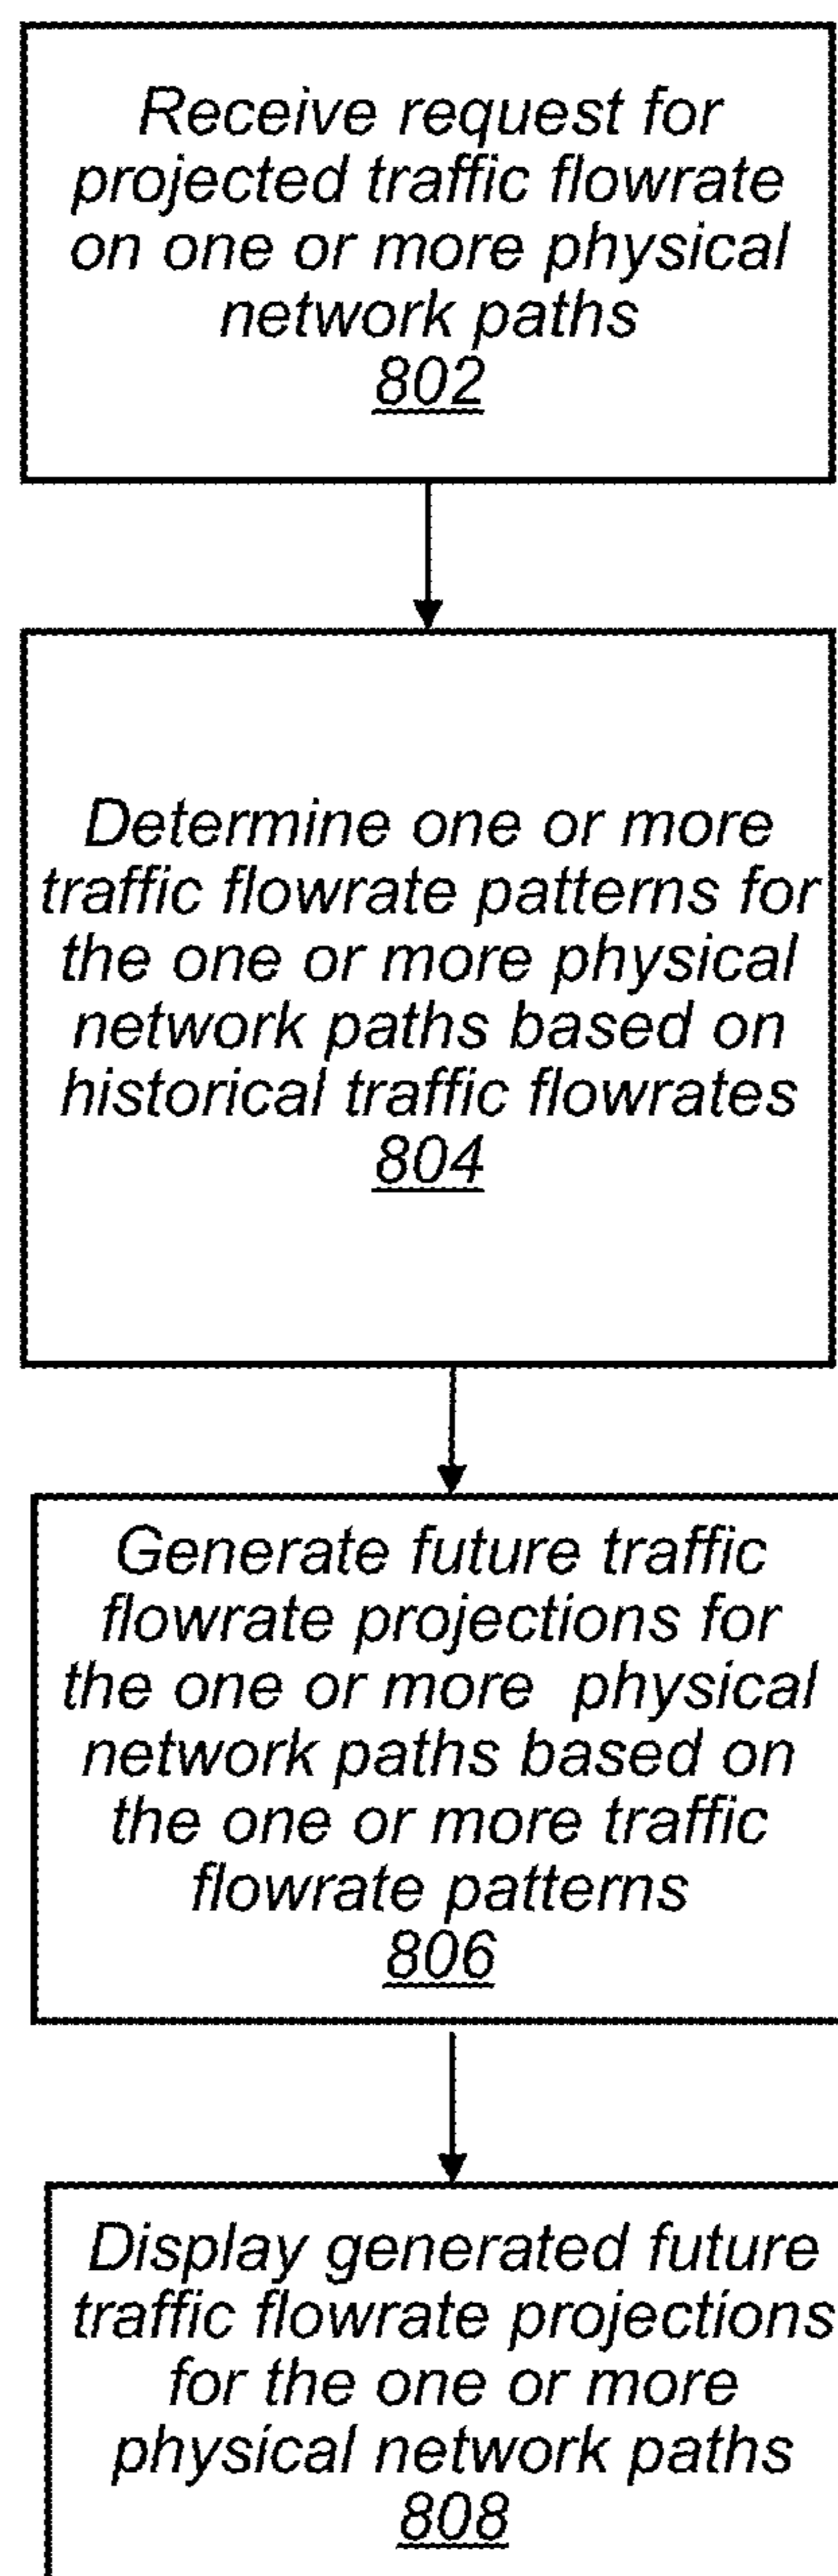 Receive request for
projected traffic flowrate
on one or more physical
network paths
802
Determine one or more
traffic flowrate patterns for
the one or more physical
network paths based on
historical traffic flowrates
804
Generate future traffic
flowrate projections for
the one or more physical
network paths based on
the one or more traffic
flowrate patterns
806
Display generated future
traffic flowrate projections
for the one or more
physical network paths
808